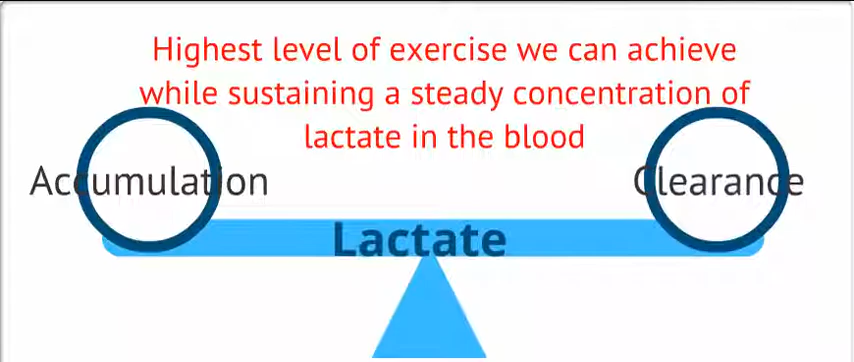 Highest level of exercise we can achieve
while sustaining a steady concentration of
lactate in the blood
Accumulation
Clearance
Lactate